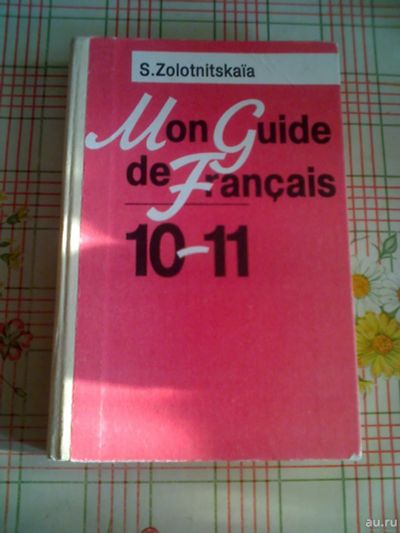 S.Zolotnitskaïa
Mon Guide
de Français
10-11
au.ru